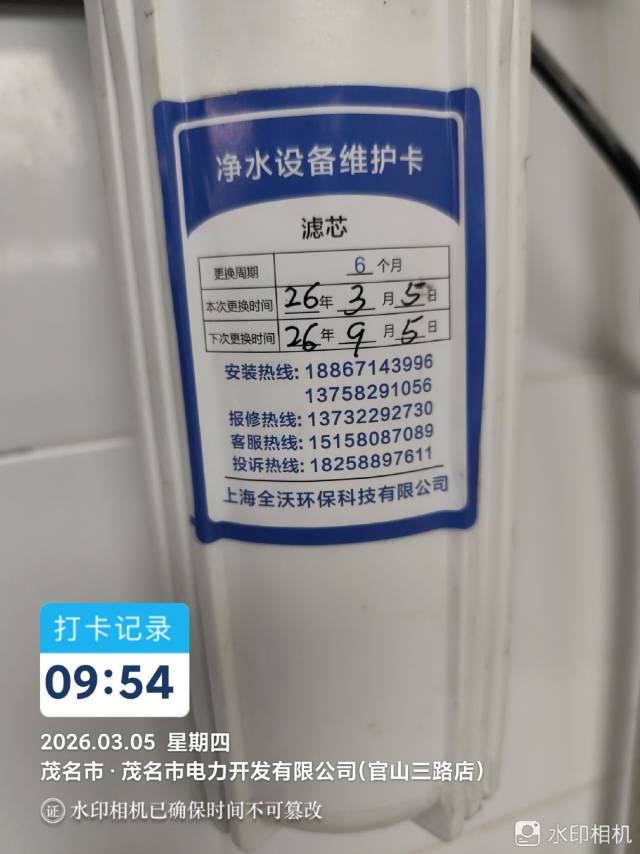 净水设备维护卡
滤芯
更换周期 6 个月
本次更换时间 26年 3 月 5 日
下次更换时间 26年 9 月 5 日
安装热线: 18867143996
13758291056
报修热线: 13732292730
客服热线: 15158087089
投诉热线: 18258897611
上海全沃环保科技有限公司
打卡记录
09:54
2026.03.05 星期四
茂名市·茂名市电力开发有限公司(官山三路店)
证 水印相机已确保时间不可篡改
水印相机